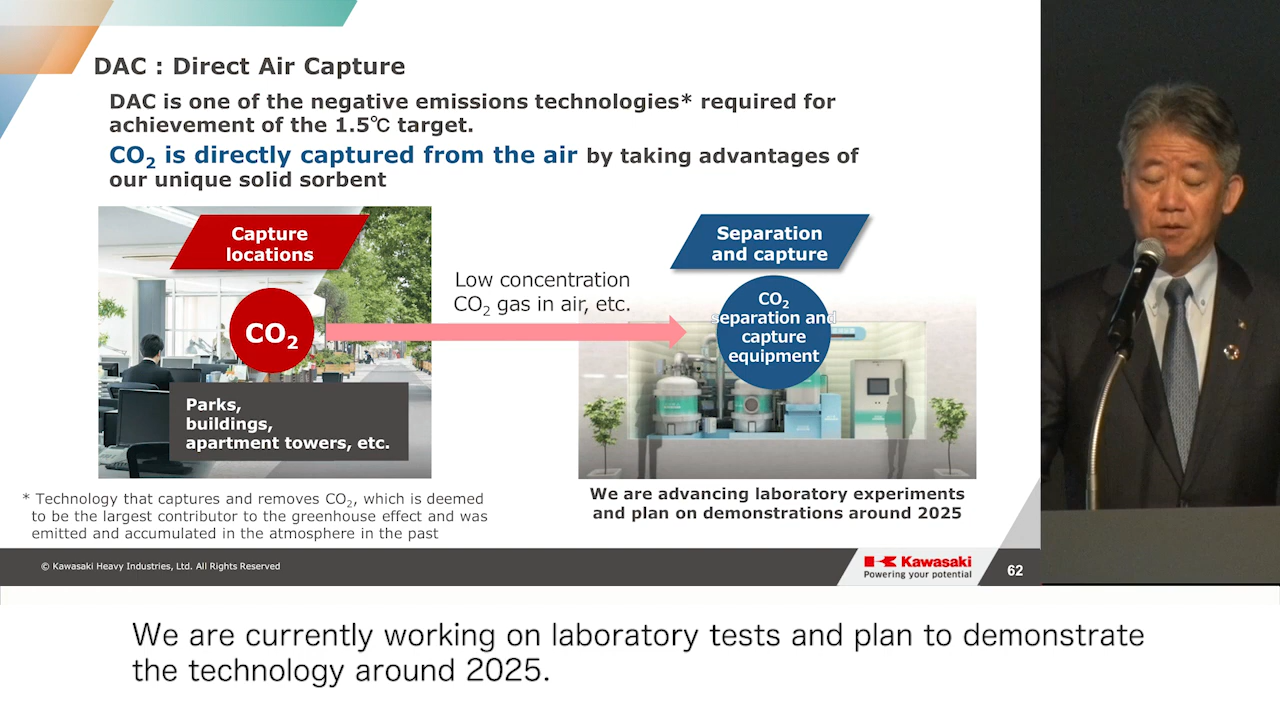 DAC : Direct Air Capture
DAC is one of the negative emissions technologies* required for
achievement of the 1.5℃ target.
CO₂ is directly captured from the air by taking advantages of
our unique solid sorbent
Capture
locations
CO₂
Parks,
buildings,
apartment towers, etc.
Low concentration
CO₂ gas in air, etc.
Separation
and capture
CO₂
separation and
capture
equipment
* Technology that captures and removes CO₂, which is deemed
to be the largest contributor to the greenhouse effect and was
emitted and accumulated in the atmosphere in the past
We are advancing laboratory experiments
and plan on demonstrations around 2025
© Kawasaki Heavy Industries, Ltd. All Rights Reserved
Kawasaki
Powering your potential
62
We are currently working on laboratory tests and plan to demonstrate
the technology around 2025.